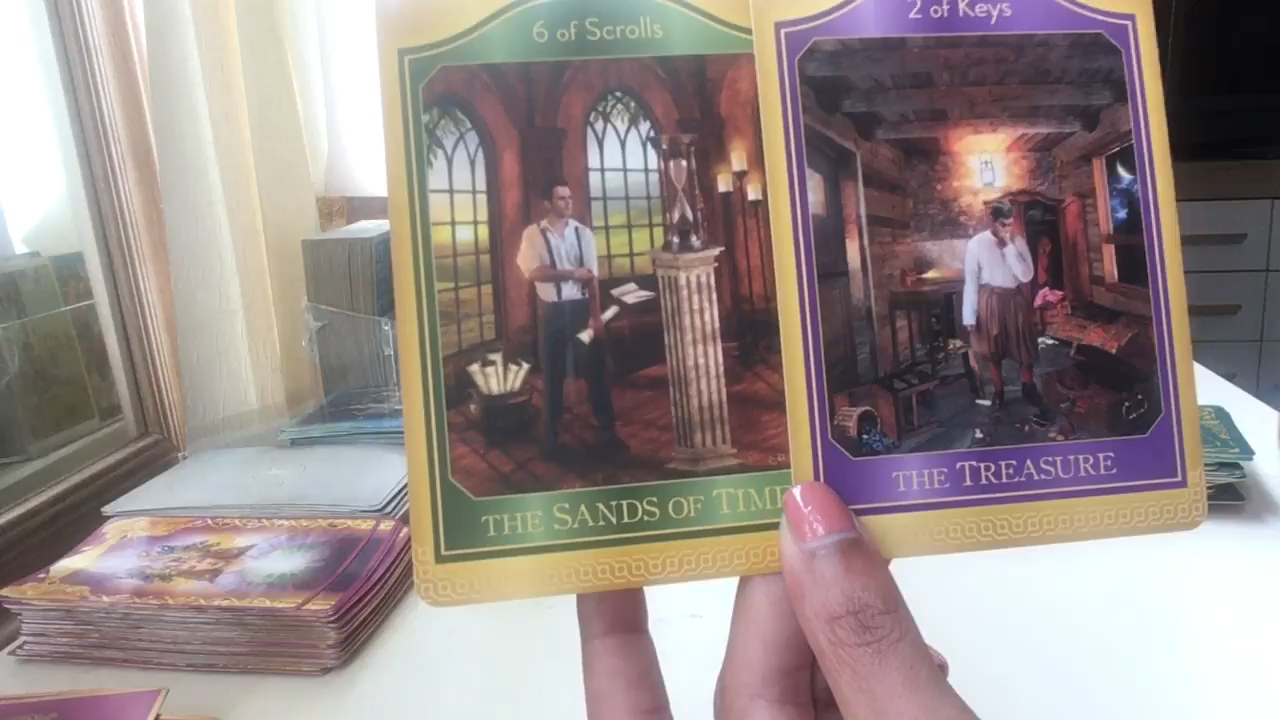 6 of Scrolls
THE SANDS OF TIME
2 of Keys
THE TREASURE